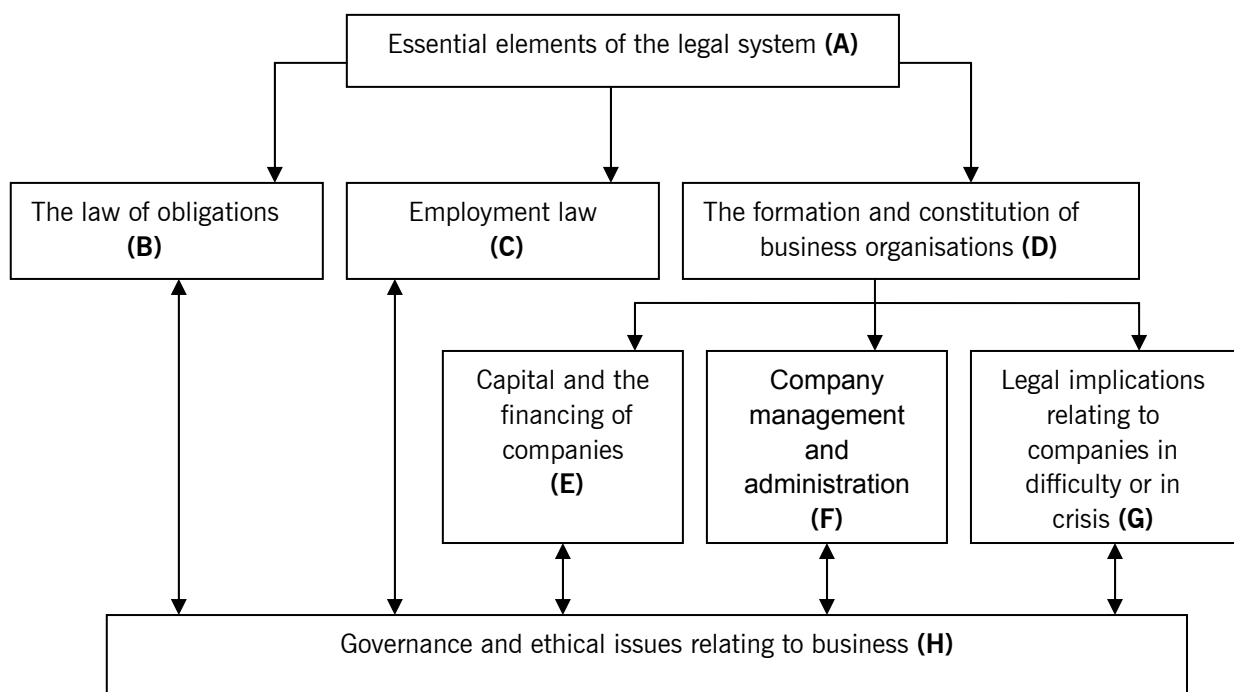 Essential elements of the legal system (A)
The law of obligations
(B)
Employment law
(C)
The formation and constitution of
business organisations (D)
Capital and the
financing of
companies
(E)
Company
management
and
administration
(F)
Legal implications
relating to
companies in
difficulty or in
crisis (G)
Governance and ethical issues relating to business (H)